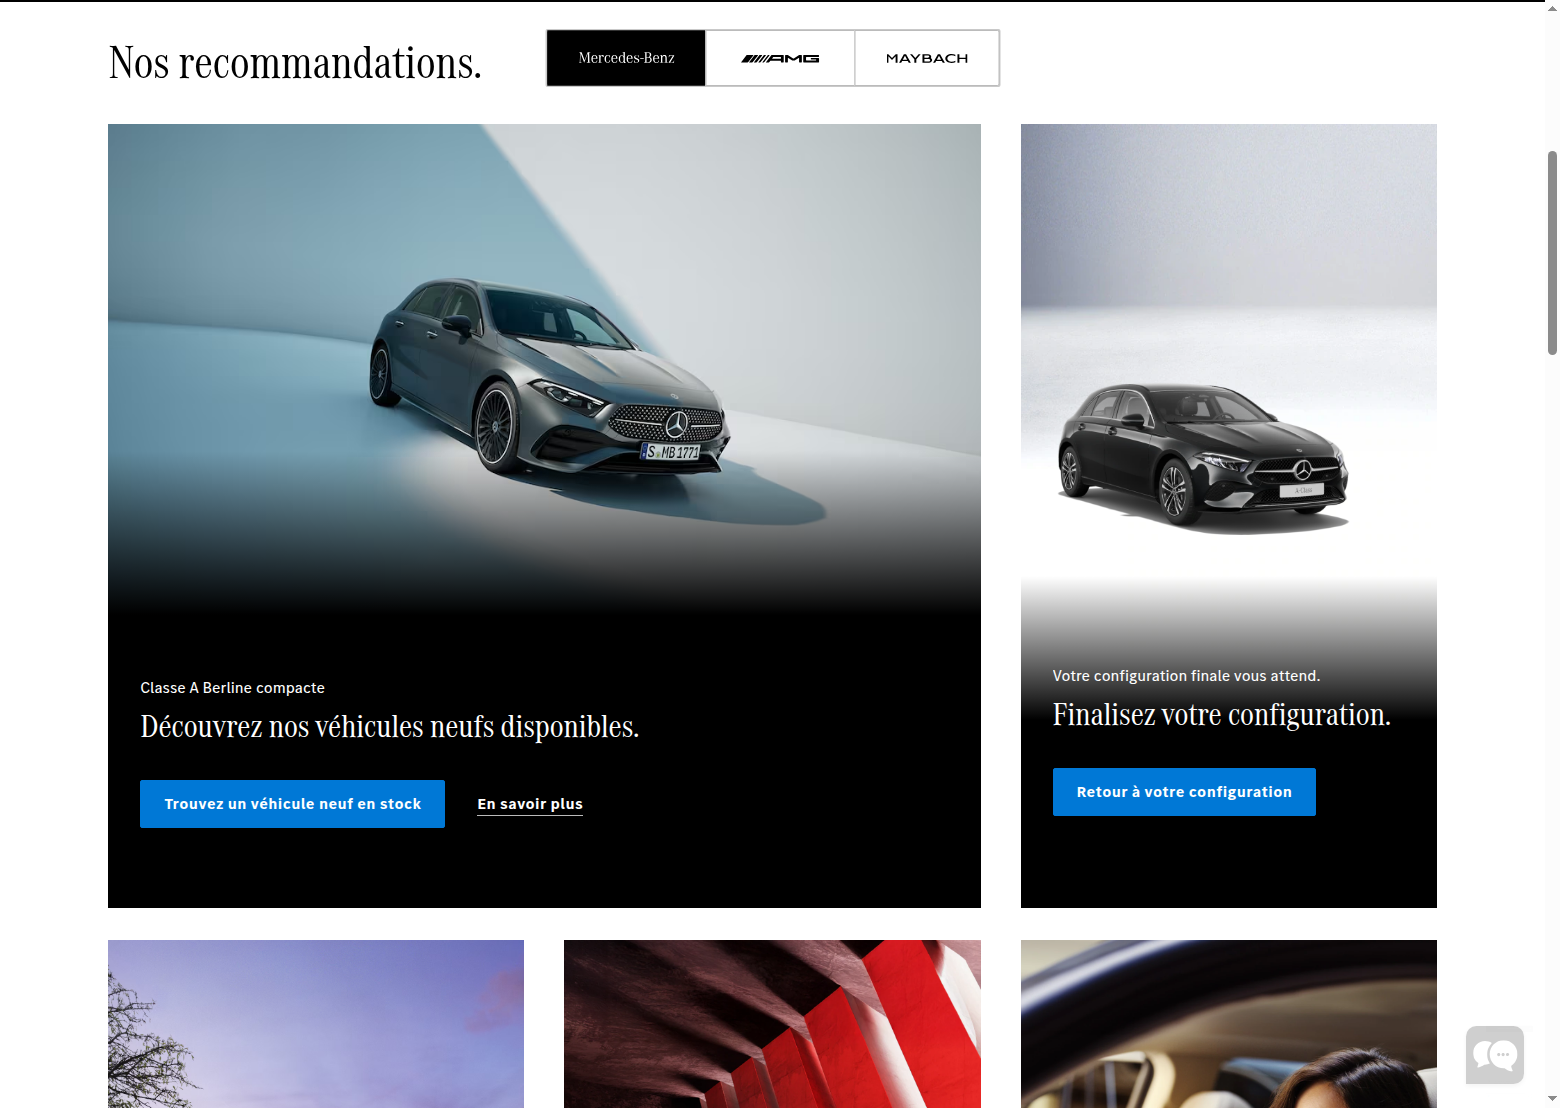 Nos recommandations.
Mercedes-Benz
AMG
MAYBACH
S MB 1771
A-Class
Classe A Berline compacte
Découvrez nos véhicules neufs disponibles.
Trouvez un véhicule neuf en stock
En savoir plus
Votre configuration finale vous attend.
Finalisez votre configuration.
Retour à votre configuration